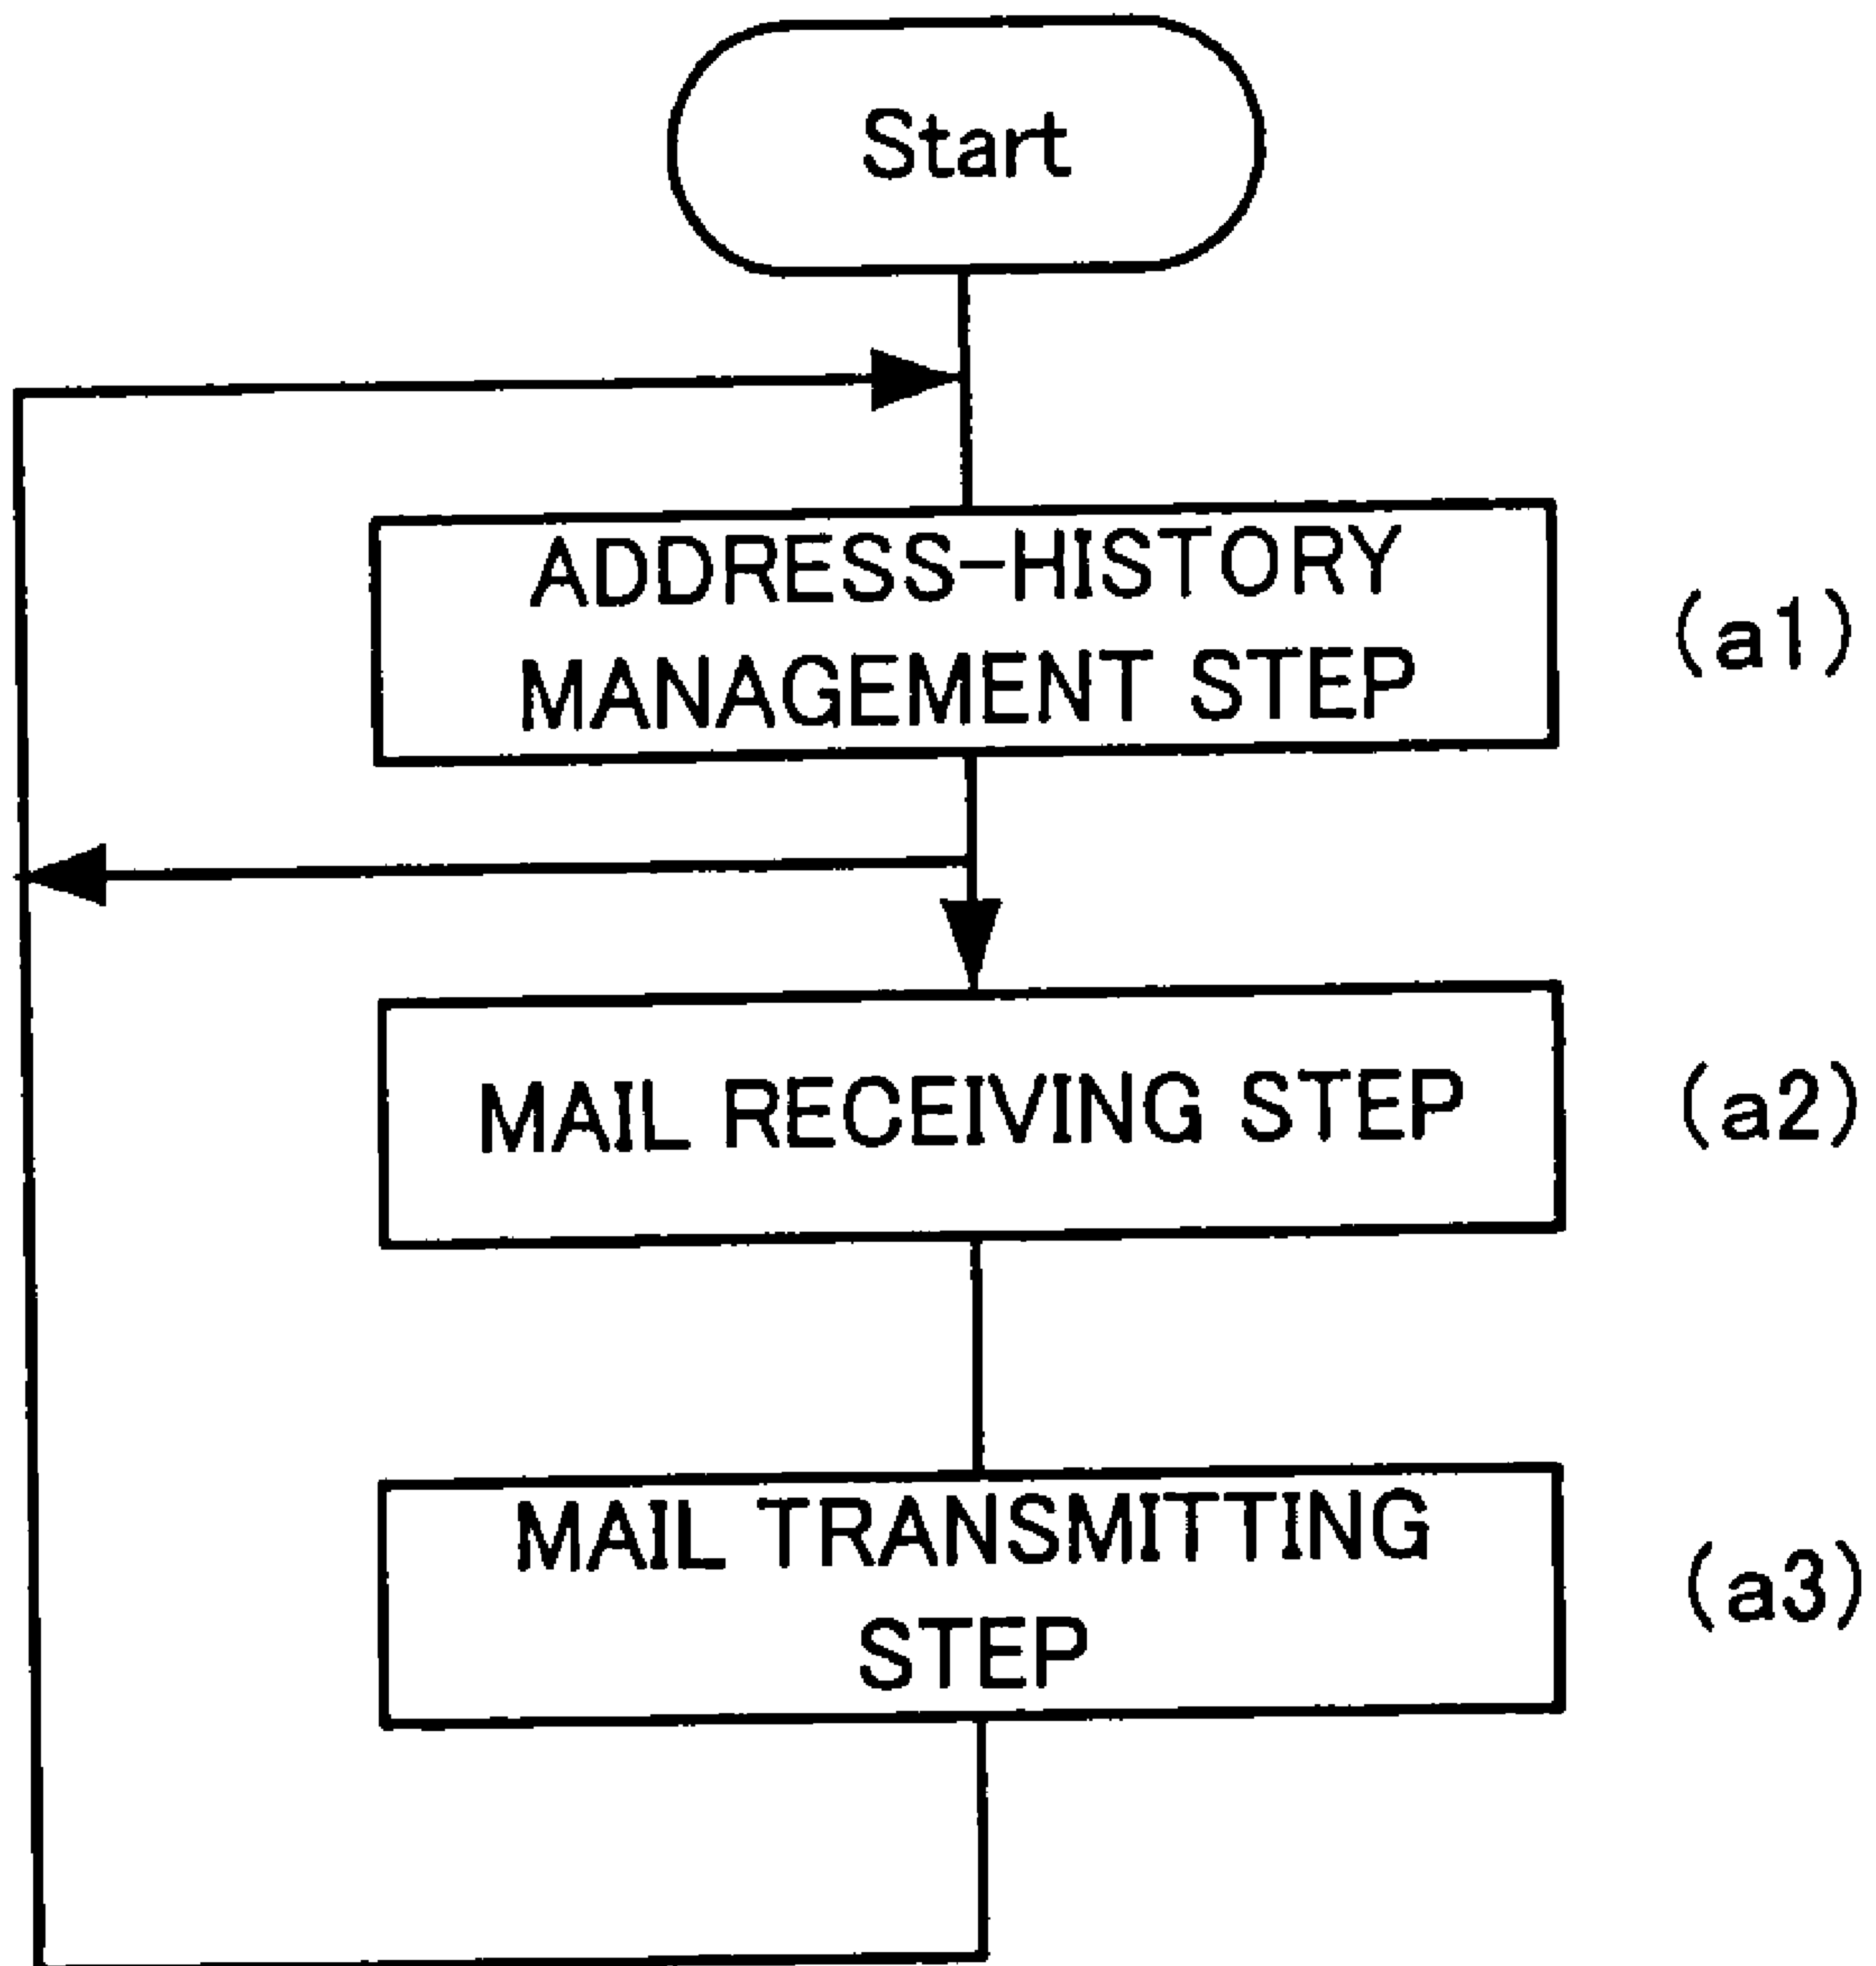 Start
ADDRESS-HISTORY
MANAGEMENT STEP
(a1)
MAIL RECEIVING STEP
(a2)
MAIL TRANSMITTING
STEP
(a3)